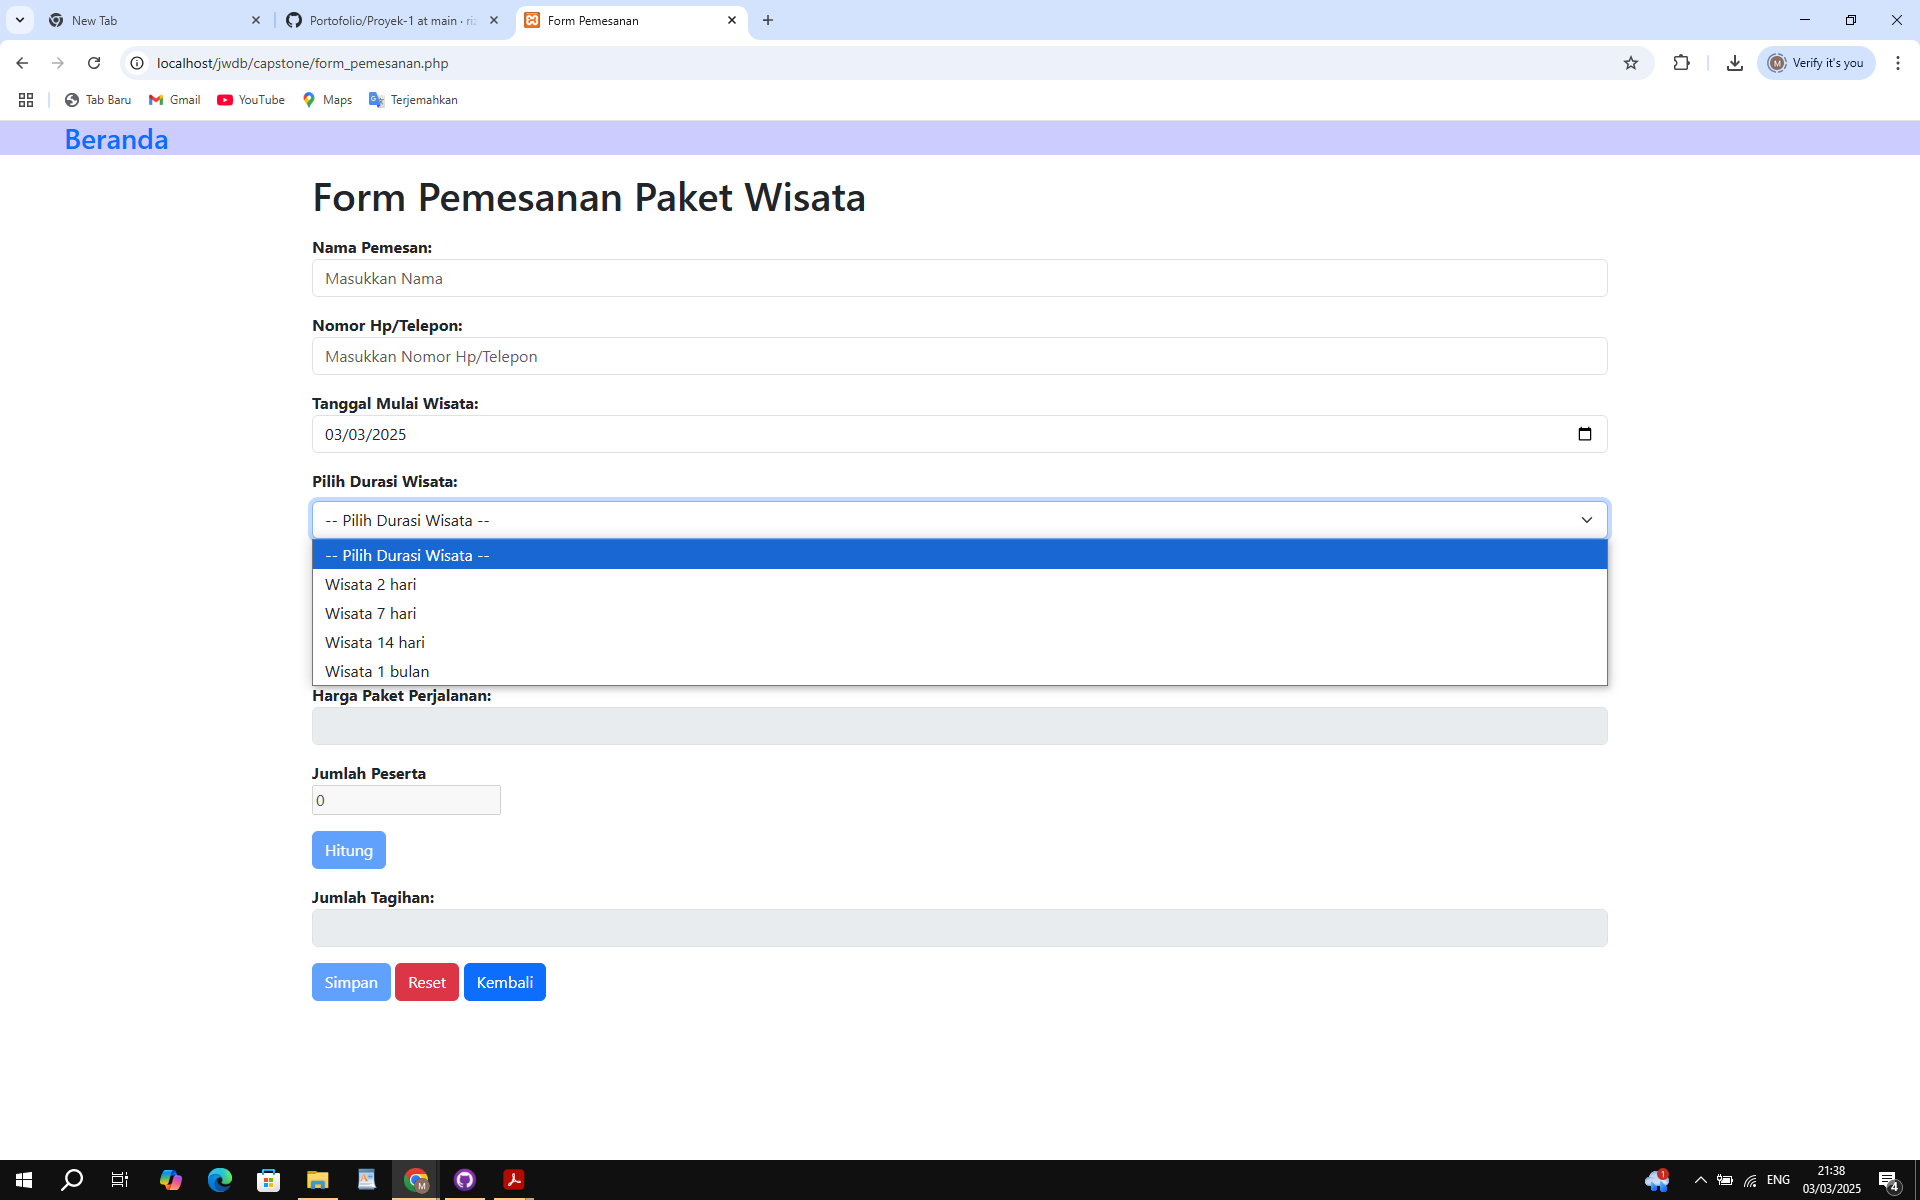 New Tab
Portofolio/Proyek-1 at main · ri
Form Pemesanan
localhost/jwdb/capstone/form_pemesanan.php
Verify it's you
Tab Baru
Gmail
YouTube
Maps
Terjemahkan
Beranda
Form Pemesanan Paket Wisata
Nama Pemesan:
Masukkan Nama
Nomor Hp/Telepon:
Masukkan Nomor Hp/Telepon
Tanggal Mulai Wisata:
03/03/2025
Pilih Durasi Wisata:
-- Pilih Durasi Wisata --
-- Pilih Durasi Wisata --
Wisata 2 hari
Wisata 7 hari
Wisata 14 hari
Wisata 1 bulan
Harga Paket Perjalanan:
Jumlah Peserta
0
Hitung
Jumlah Tagihan:
Simpan
Reset
Kembali
M
1
ENG
21:38
03/03/2025
4